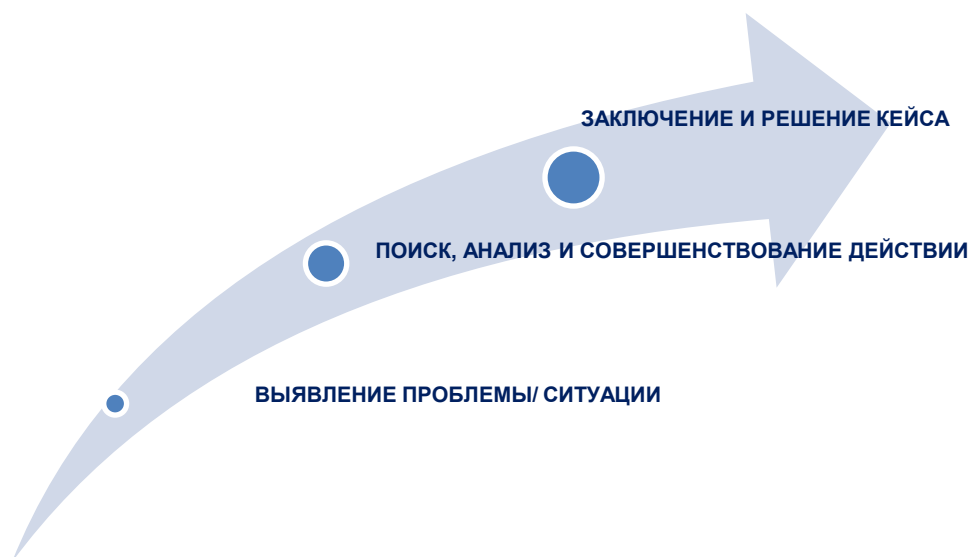 ЗАКЛЮЧЕНИЕ И РЕШЕНИЕ КЕЙСА
ПОИСК, АНАЛИЗ И СОВЕРШЕНСТВОВАНИЕ ДЕЙСТВИИ
ВЫЯВЛЕНИЕ ПРОБЛЕМЫ/ СИТУАЦИИ